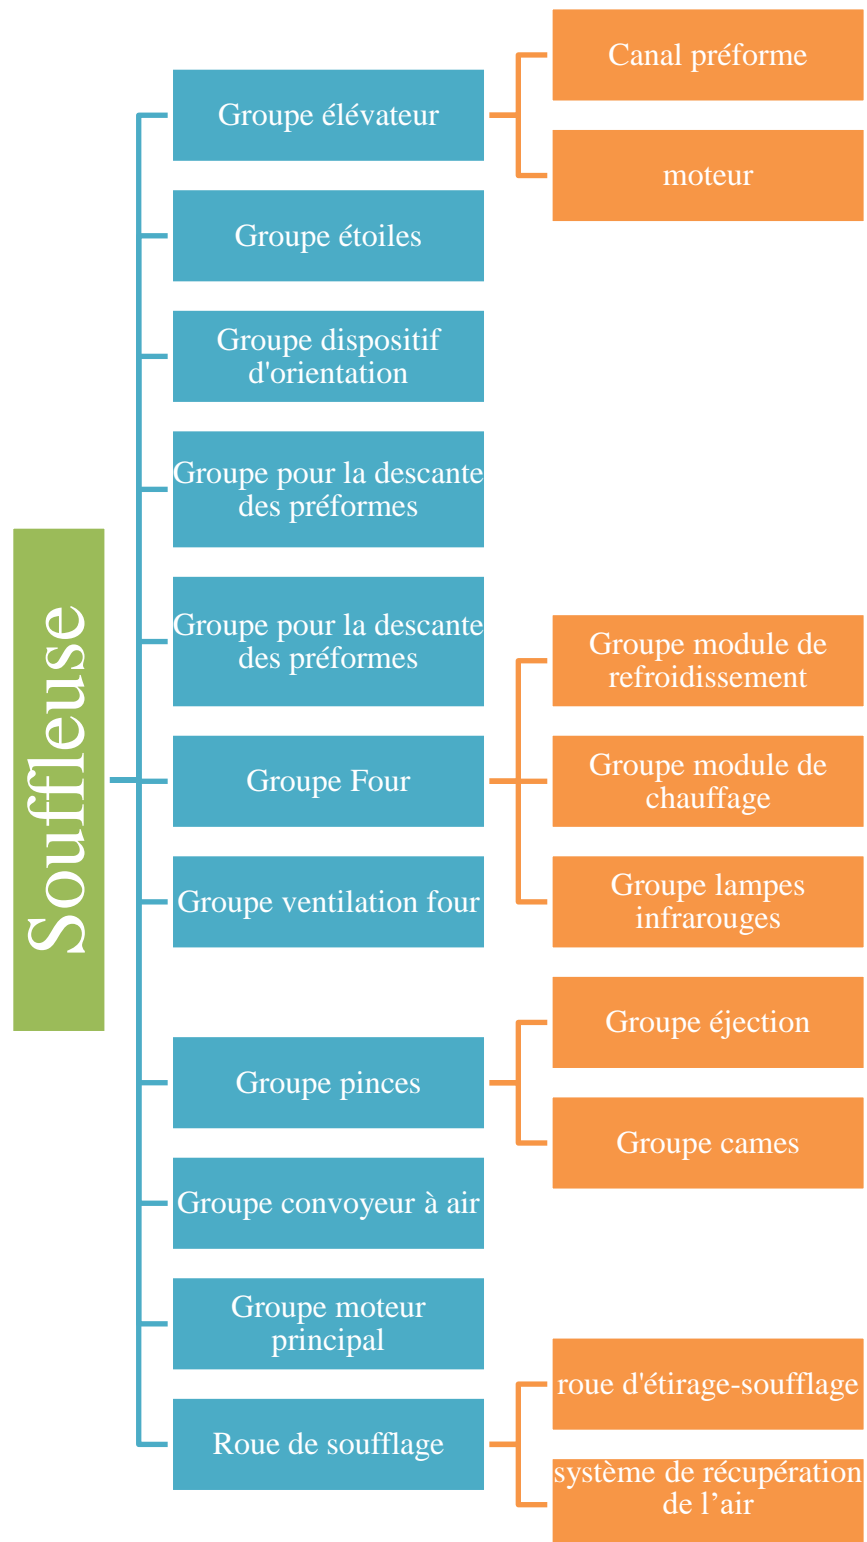 Souffleuse
Groupe élévateur
Canal préforme
moteur
Groupe étoiles
Groupe dispositif
d'orientation
Groupe pour la descante
des préformes
Groupe pour la descante
des préformes
Groupe Four
Groupe module de
refroidissement
Groupe module de
chauffage
Groupe lampes
infrarouges
Groupe ventilation four
Groupe pinces
Groupe éjection
Groupe cames
Groupe convoyeur à air
Groupe moteur
principal
Roue de soufflage
roue d'étirage-soufflage
système de récupération
de l’air